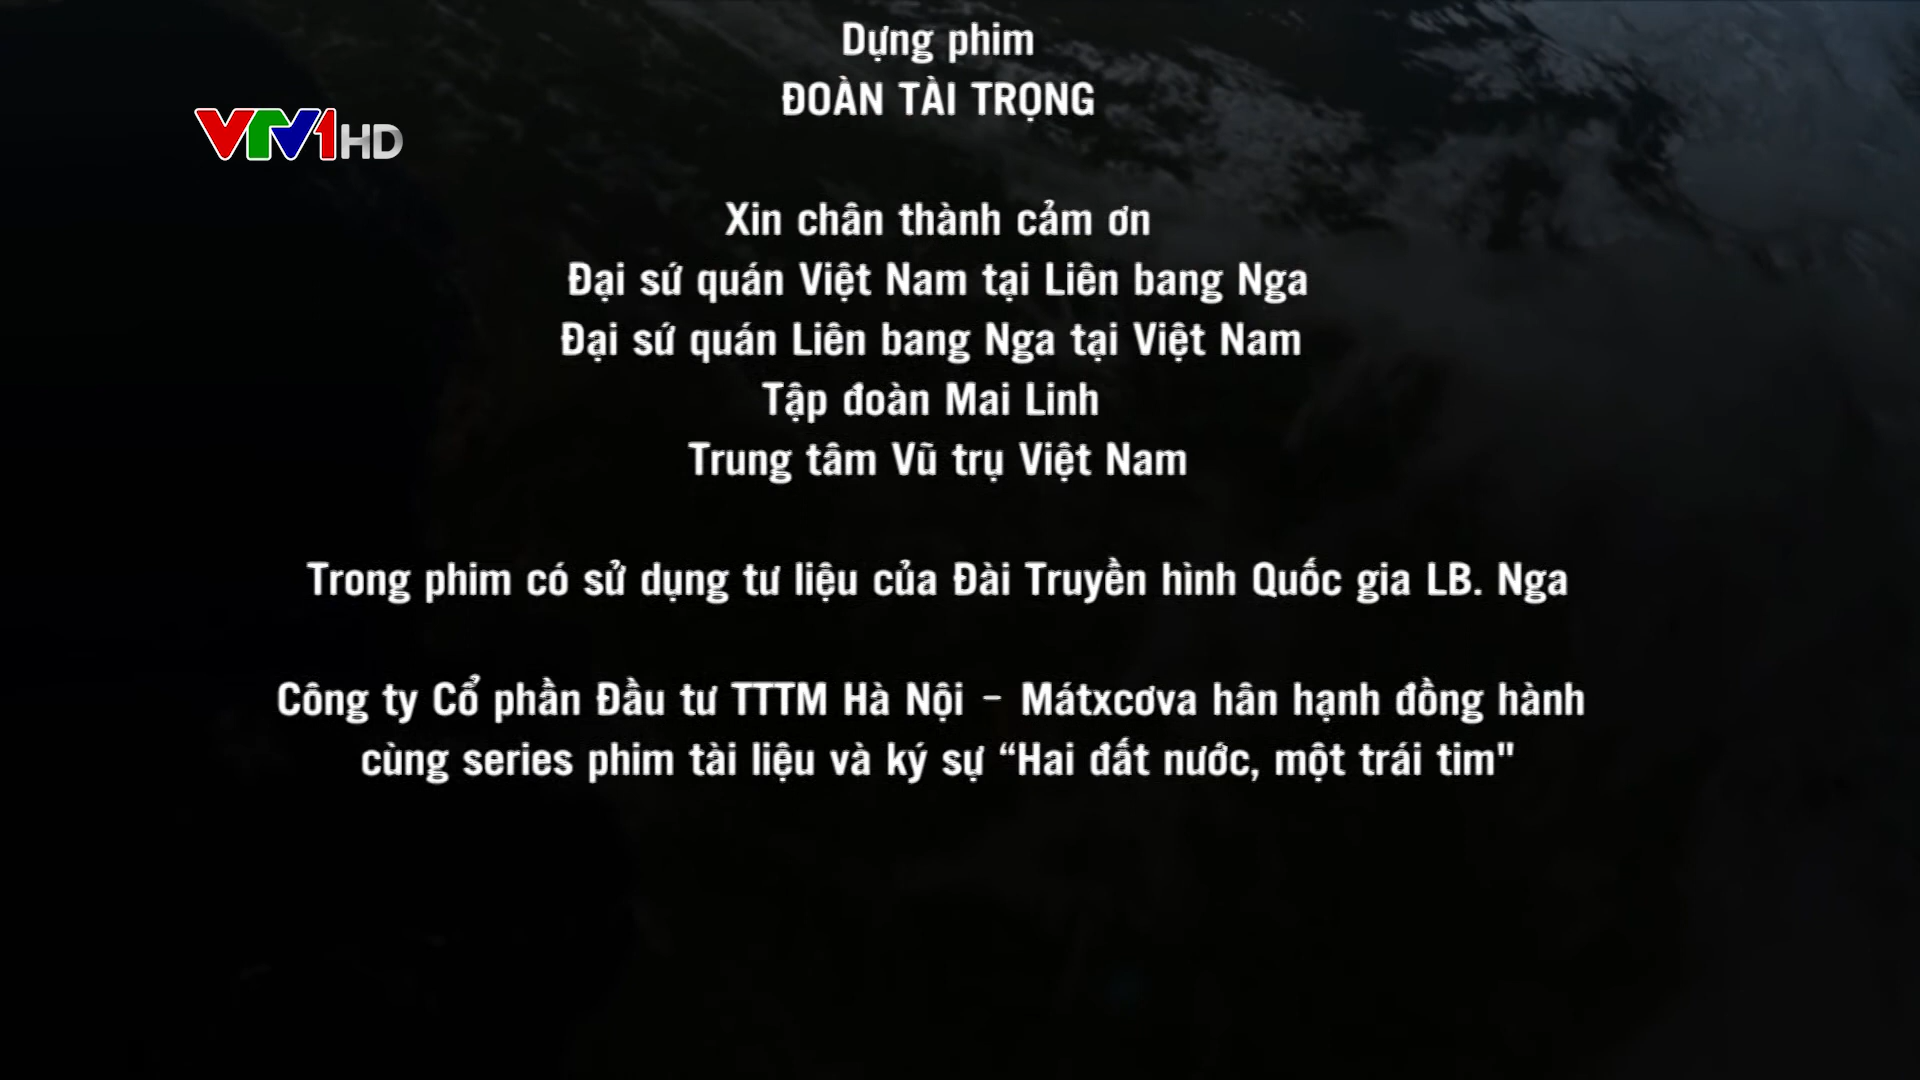 Dựng phim
ĐOÀN TÀI TRỌNG
VTV1 HD
Xin chân thành cảm ơn
Đại sứ quán Việt Nam tại Liên bang Nga
Đại sứ quán Liên bang Nga tại Việt Nam
Tập đoàn Mai Linh
Trung tâm Vũ trụ Việt Nam
Trong phim có sử dụng tư liệu của Đài Truyền hình Quốc gia LB. Nga
Công ty Cổ phần Đầu tư TTTM Hà Nội – Mátxcơva hân hạnh đồng hành
cùng series phim tài liệu và ký sự “Hai đất nước, một trái tim"